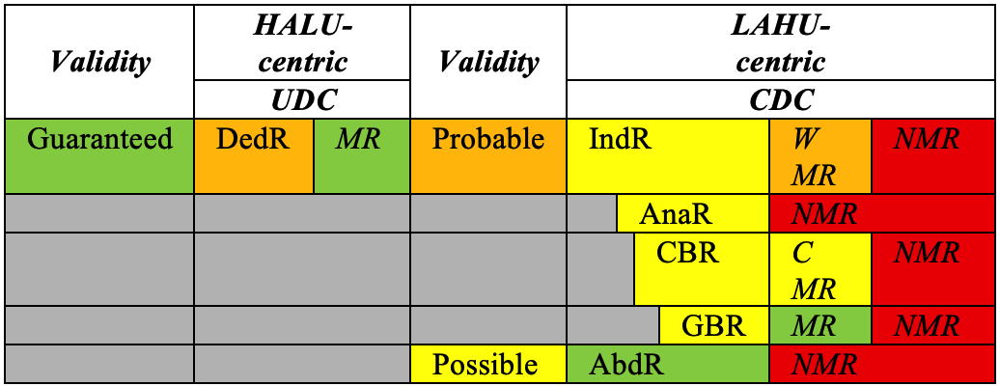 Validity HALU-centric Validity LAHU-centric
UDC CDC
Guaranteed DedR MR Probable IndR W MR NMR
AnaR NMR
CBR C MR NMR
GBR MR NMR
Possible AbdR NMR